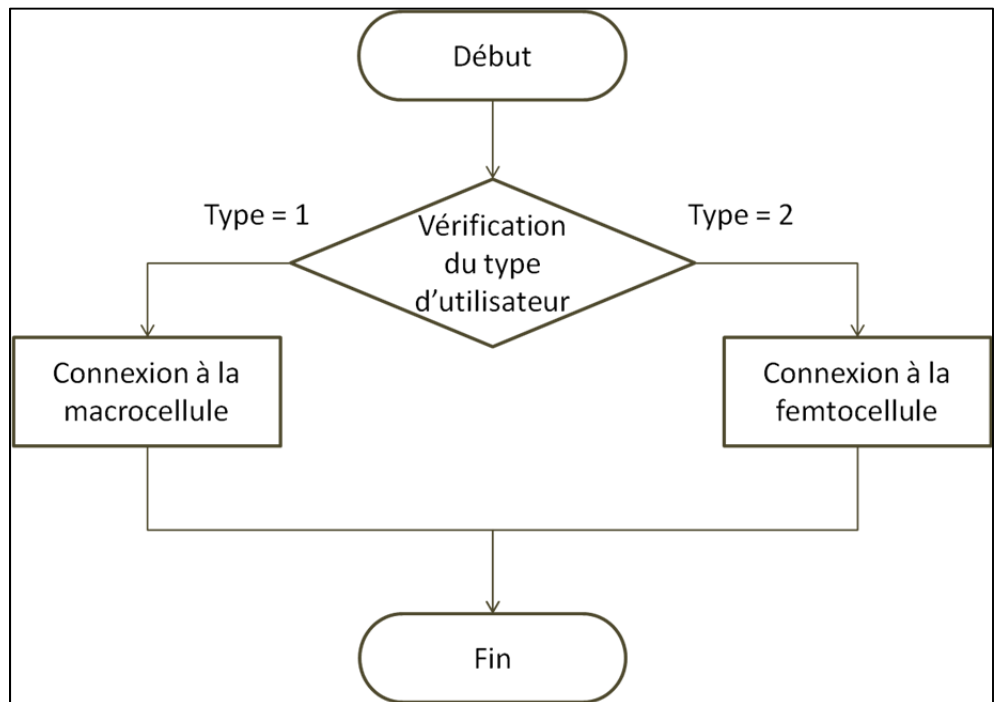 Début
Type = 1
Vérification
du type
d'utilisateur
Type = 2
Connexion à la
macrocellule
Connexion à la
femtocellule
Fin